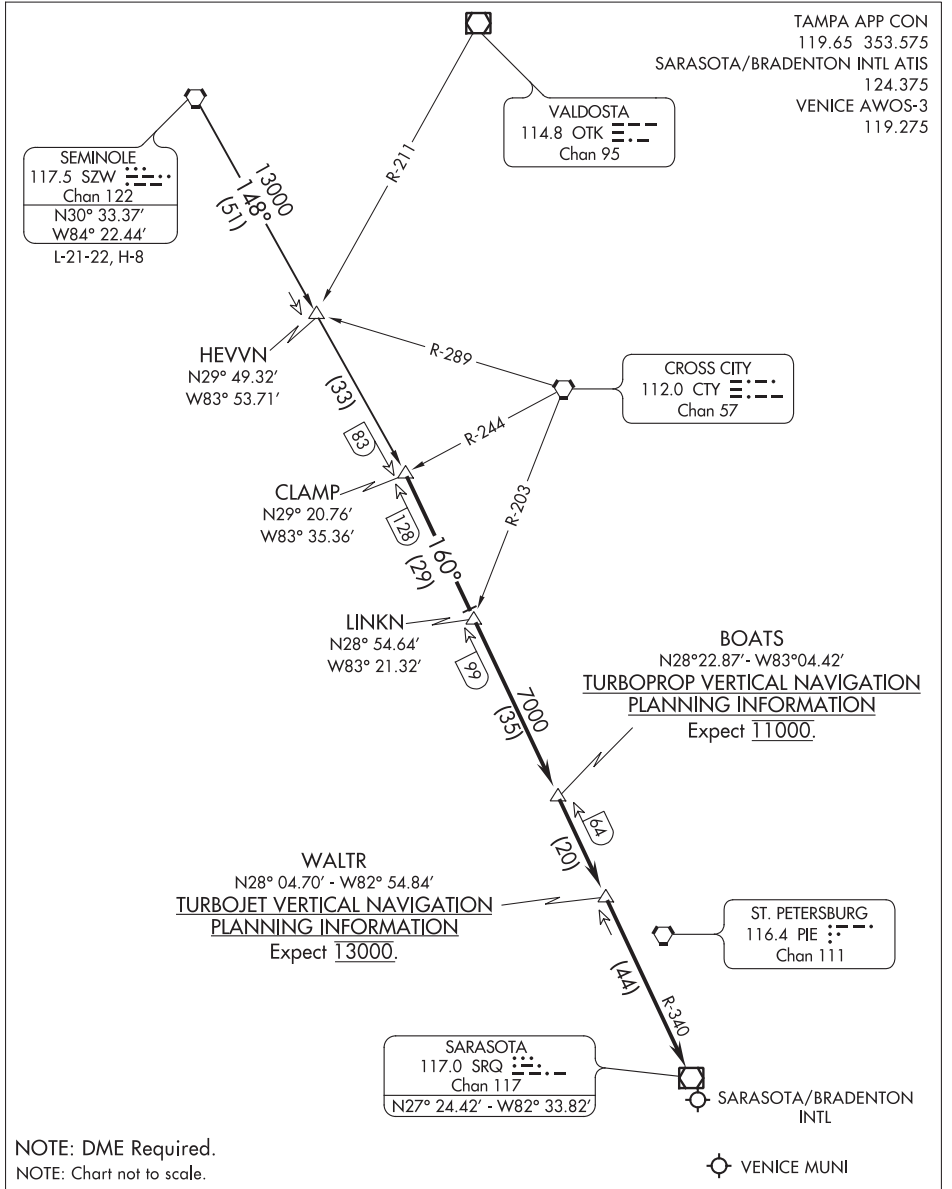 TAMPA APP CON
119.65 353.575
SARASOTA/BRADENTON INTL ATIS
124.375
VENICE AWOS-3
119.275
VALDOSTA
114.8 OTK
Chan 95
SEMINOLE
117.5 SZW
Chan 122
N30° 33.37′
W84° 22.44′
L-21-22, H-8
13000
148°
(51)
R-211
HEVVN
N29° 49.32′
W83° 53.71′
R-289
CROSS CITY
112.0 CTY
Chan 57
(33)
83
R-244
R-203
CLAMP
N29° 20.76′
W83° 35.36′
128
160°
(29)
LINKN
N28° 54.64′
W83° 21.32′
99
7000
(35)
BOATS
N28°22.87′- W83°04.42′
TURBOPROP VERTICAL NAVIGATION
PLANNING INFORMATION
Expect 11000.
64
(20)
WALTR
N28° 04.70′ - W82° 54.84′
TURBOJET VERTICAL NAVIGATION
PLANNING INFORMATION
Expect 13000.
ST. PETERSBURG
116.4 PIE
Chan 111
(44)
R-340
SARASOTA
117.0 SRQ
Chan 117
N27° 24.42′ - W82° 33.82′
SARASOTA/BRADENTON
INTL
VENICE MUNI
NOTE: DME Required.
NOTE: Chart not to scale.